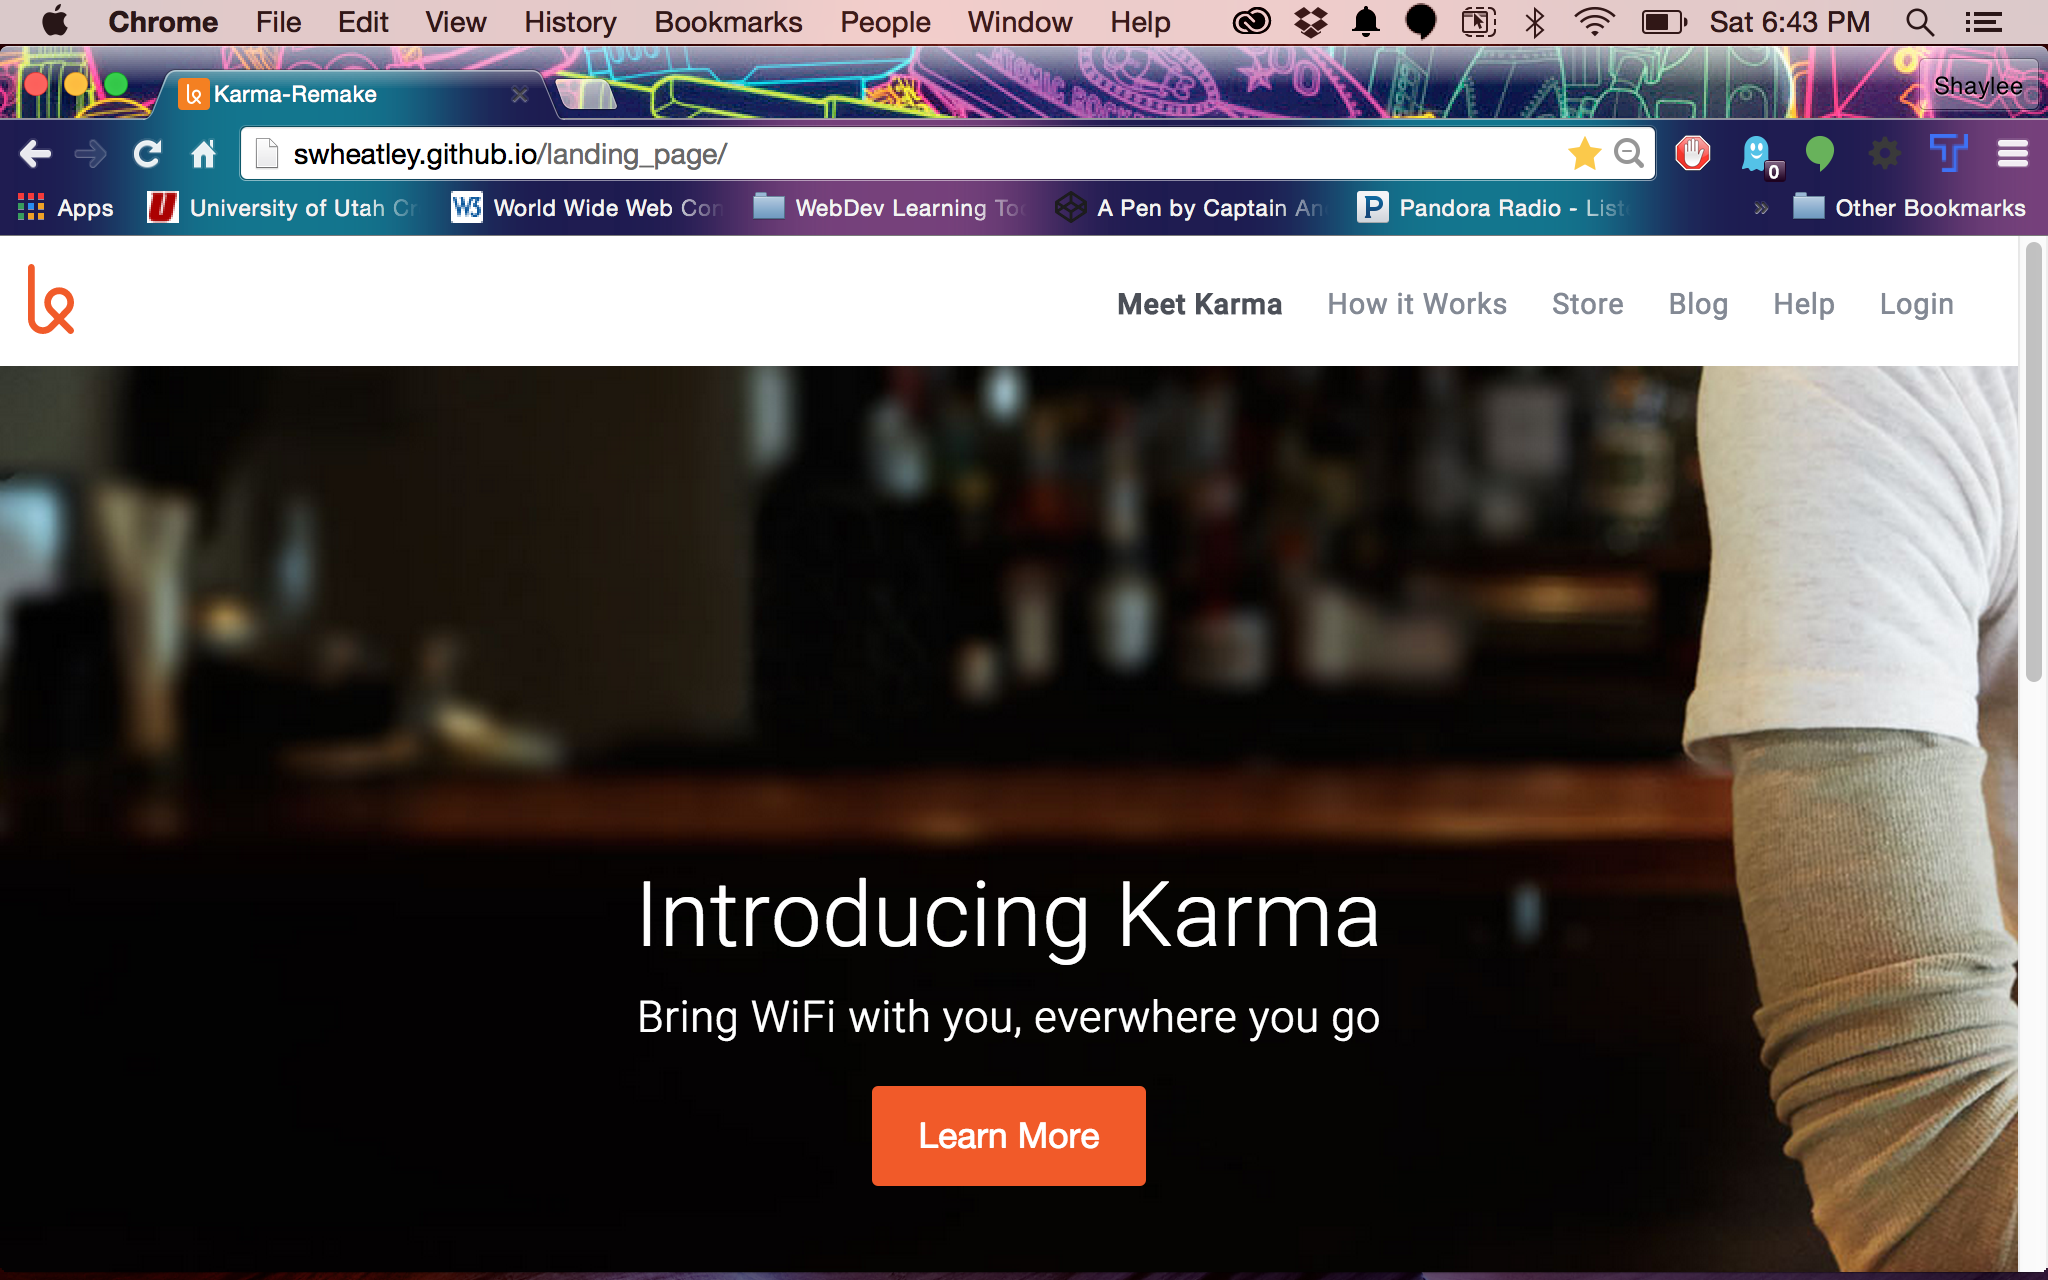 Chrome File Edit View History Bookmarks People Window Help Sat 6:43 PM
Karma-Remake Shaylee
swheatley.github.io/landing_page/ 0
Apps University of Utah Cr World Wide Web Con WebDev Learning Too A Pen by Captain An Pandora Radio - List » Other Bookmarks
Meet Karma How it Works Store Blog Help Login
Introducing Karma
Bring WiFi with you, everwhere you go
Learn More